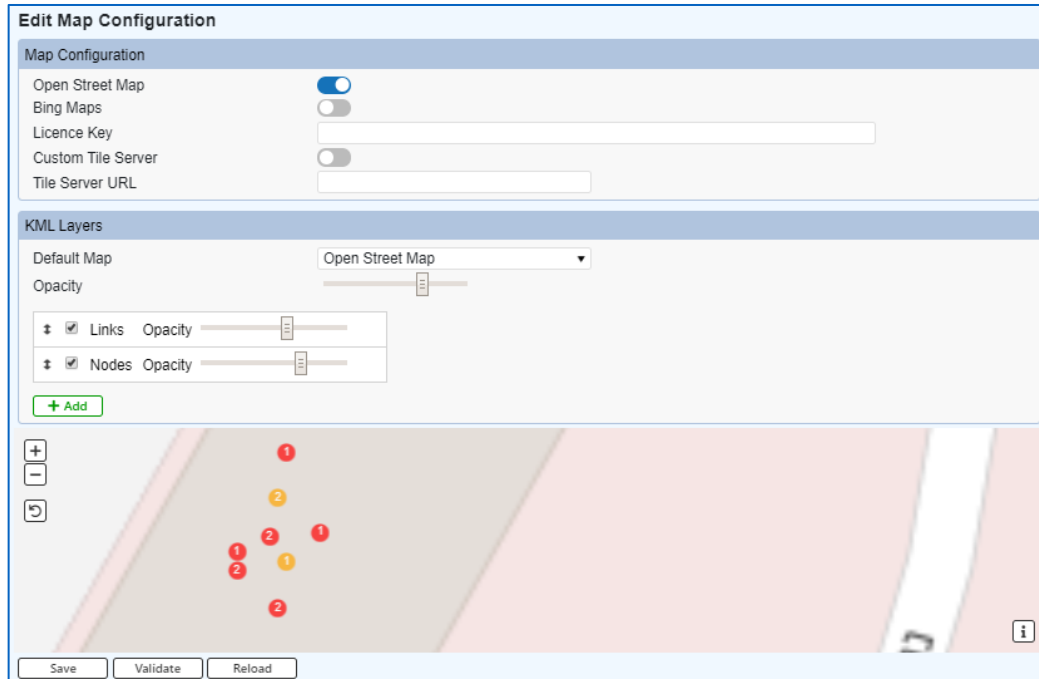 Edit Map Configuration
Map Configuration
Open Street Map
Bing Maps
Licence Key
Custom Tile Server
Tile Server URL
KML Layers
Default Map Open Street Map
Opacity
Links Opacity
Nodes Opacity
+ Add
1
2
2 1
1 1
2
2
Save Validate Reload